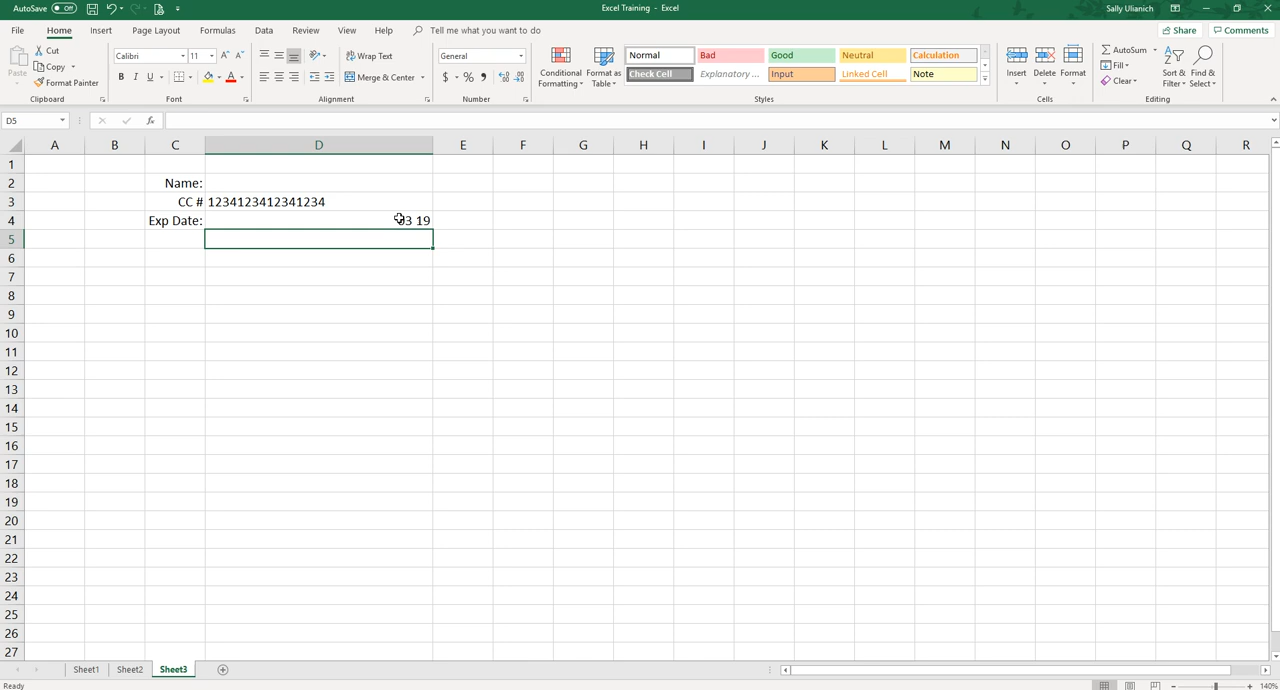 AutoSave Off Excel Training - Excel Sally Ulianich
File Home Insert Page Layout Formulas Data Review View Help Tell me what you want to do Share Comments
Paste Cut Copy Format Painter Clipboard
Calibri 11 A A B I U A Font
Wrap Text Merge & Center Alignment
General $ % Number
Conditional Formatting Format as Table
Normal Bad Good Neutral Calculation
Check Cell Explanatory ... Input Linked Cell Note
Styles
Insert Delete Format Cells
AutoSum Fill Clear Sort & Filter Find & Select Editing
D5 fx
A B C D E F G H I J K L M N O P Q R
1
2 Name:
3 CC # 1234123412341234
4 Exp Date: 03 19
5
6
7
8
9
10
11
12
13
14
15
16
17
18
19
20
21
22
23
24
25
26
27
Sheet1 Sheet2 Sheet3
Ready 140%